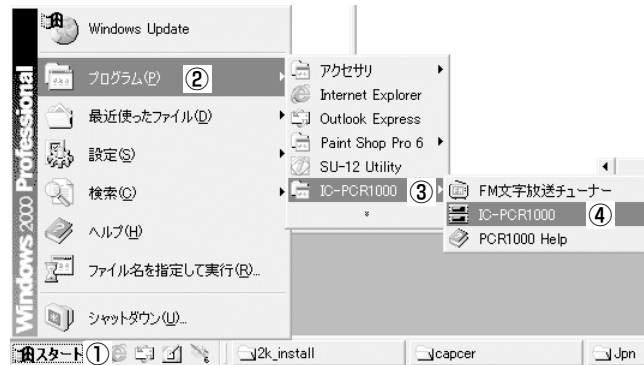 Windows Update
プログラム(P) ②
最近使ったファイル(D)
設定(S)
検索(C)
ヘルプ(H)
ファイル名を指定して実行(R)...
シャットダウン(U)...
Windows 2000 Professional
アクセサリ
Internet Explorer
Outlook Express
Paint Shop Pro 6
SU-12 Utility
IC-PCR1000 ③
FM文字放送チューナー
IC-PCR1000 ④
PCR1000 Help
スタート ① 2k_install capcer Jpn